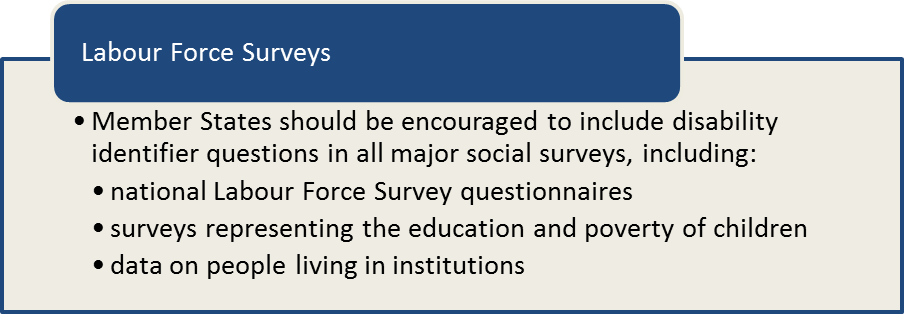 Labour Force Surveys
• Member States should be encouraged to include disability
identifier questions in all major social surveys, including:
• national Labour Force Survey questionnaires
• surveys representing the education and poverty of children
• data on people living in institutions